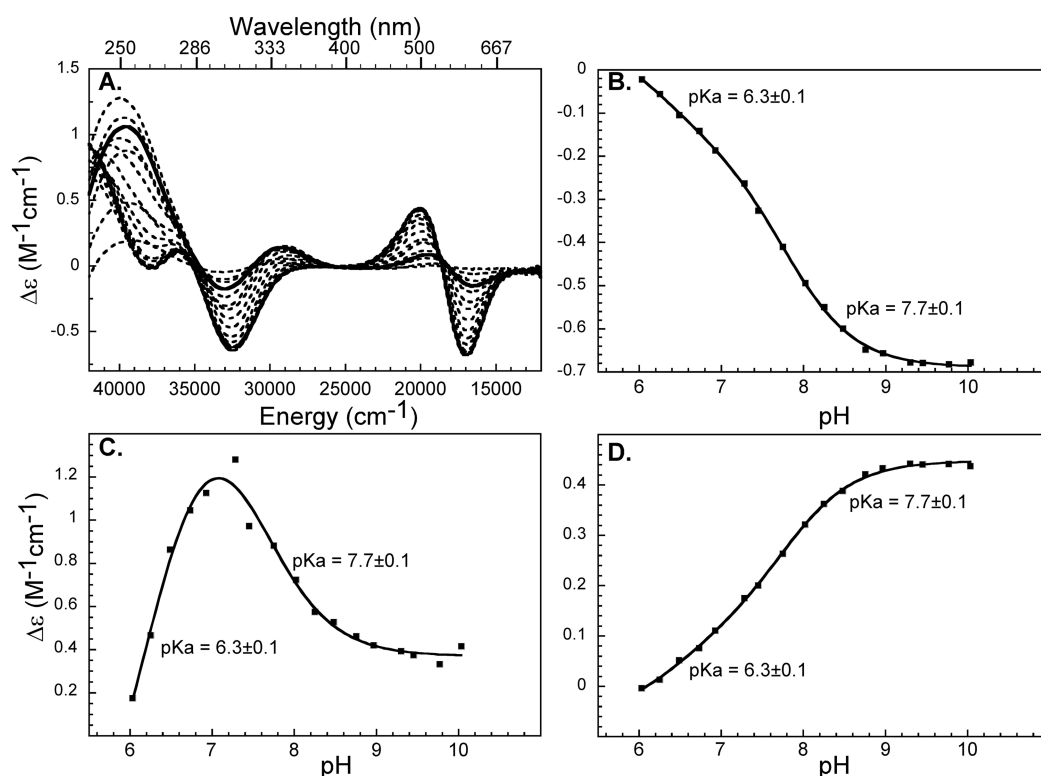 Wavelength (nm)
250 286 333 400 500 667
A.
1.5
1
0.5
0
-0.5
Δε (M⁻¹cm⁻¹)
40000 35000 30000 25000 20000 15000
Energy (cm⁻¹)
B.
0
-0.1
-0.2
-0.3
-0.4
-0.5
-0.6
-0.7
pKa = 6.3±0.1
pKa = 7.7±0.1
6 7 8 9 10
pH
C.
1.2
1
0.8
0.6
0.4
0.2
Δε (M⁻¹cm⁻¹)
pKa = 7.7±0.1
pKa = 6.3±0.1
6 7 8 9 10
pH
D.
0.4
0.3
0.2
0.1
0
pKa = 7.7±0.1
pKa = 6.3±0.1
6 7 8 9 10
pH